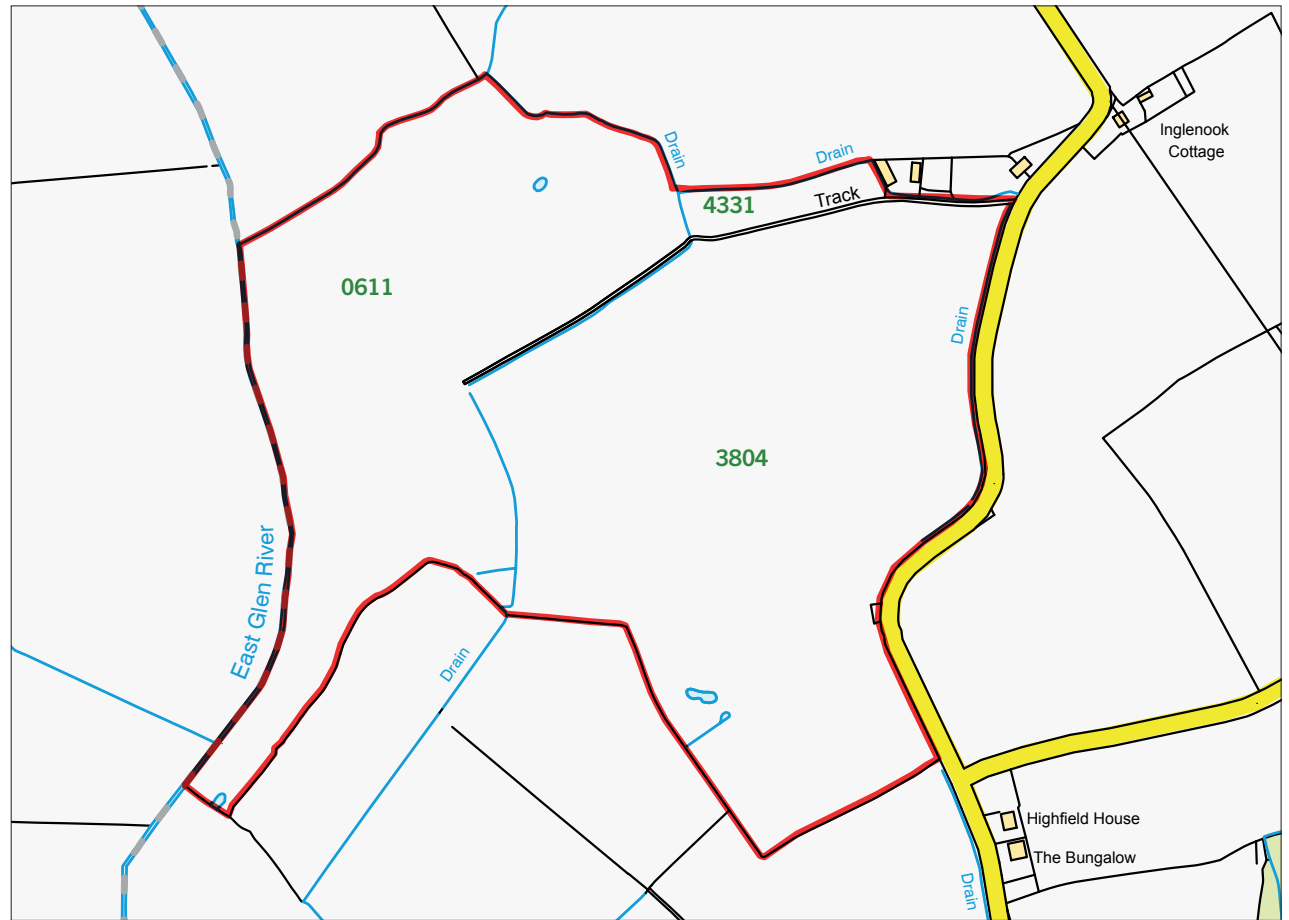 Inglenook
Cottage
Drain
Drain
4331
Track
0611
Drain
3804
East Glen River
Drain
Highfield House
The Bungalow
Drain